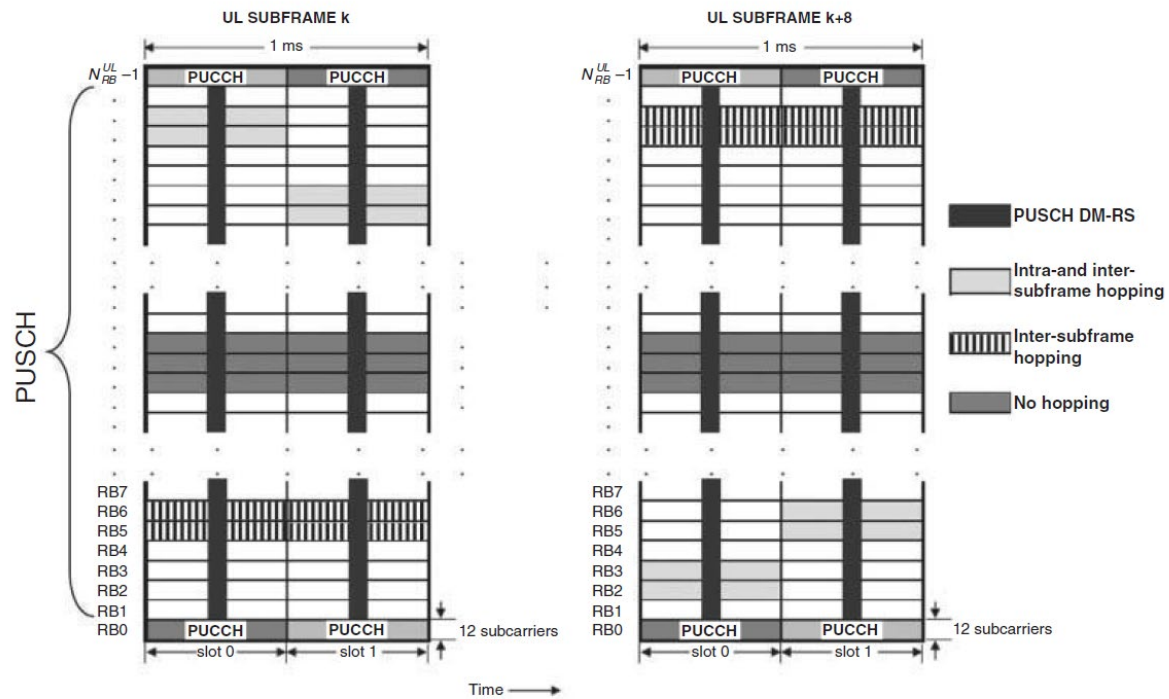 UL SUBFRAME k
1 ms
N_RB^UL –1
PUCCH PUCCH
PUSCH
RB7
RB6
RB5
RB4
RB3
RB2
RB1
RB0
PUCCH PUCCH
12 subcarriers
slot 0 slot 1
UL SUBFRAME k+8
1 ms
N_RB^UL –1
PUCCH PUCCH
RB7
RB6
RB5
RB4
RB3
RB2
RB1
RB0
PUCCH PUCCH
12 subcarriers
slot 0 slot 1
PUSCH DM-RS
Intra-and inter-
subframe hopping
Inter-subframe
hopping
No hopping
Time